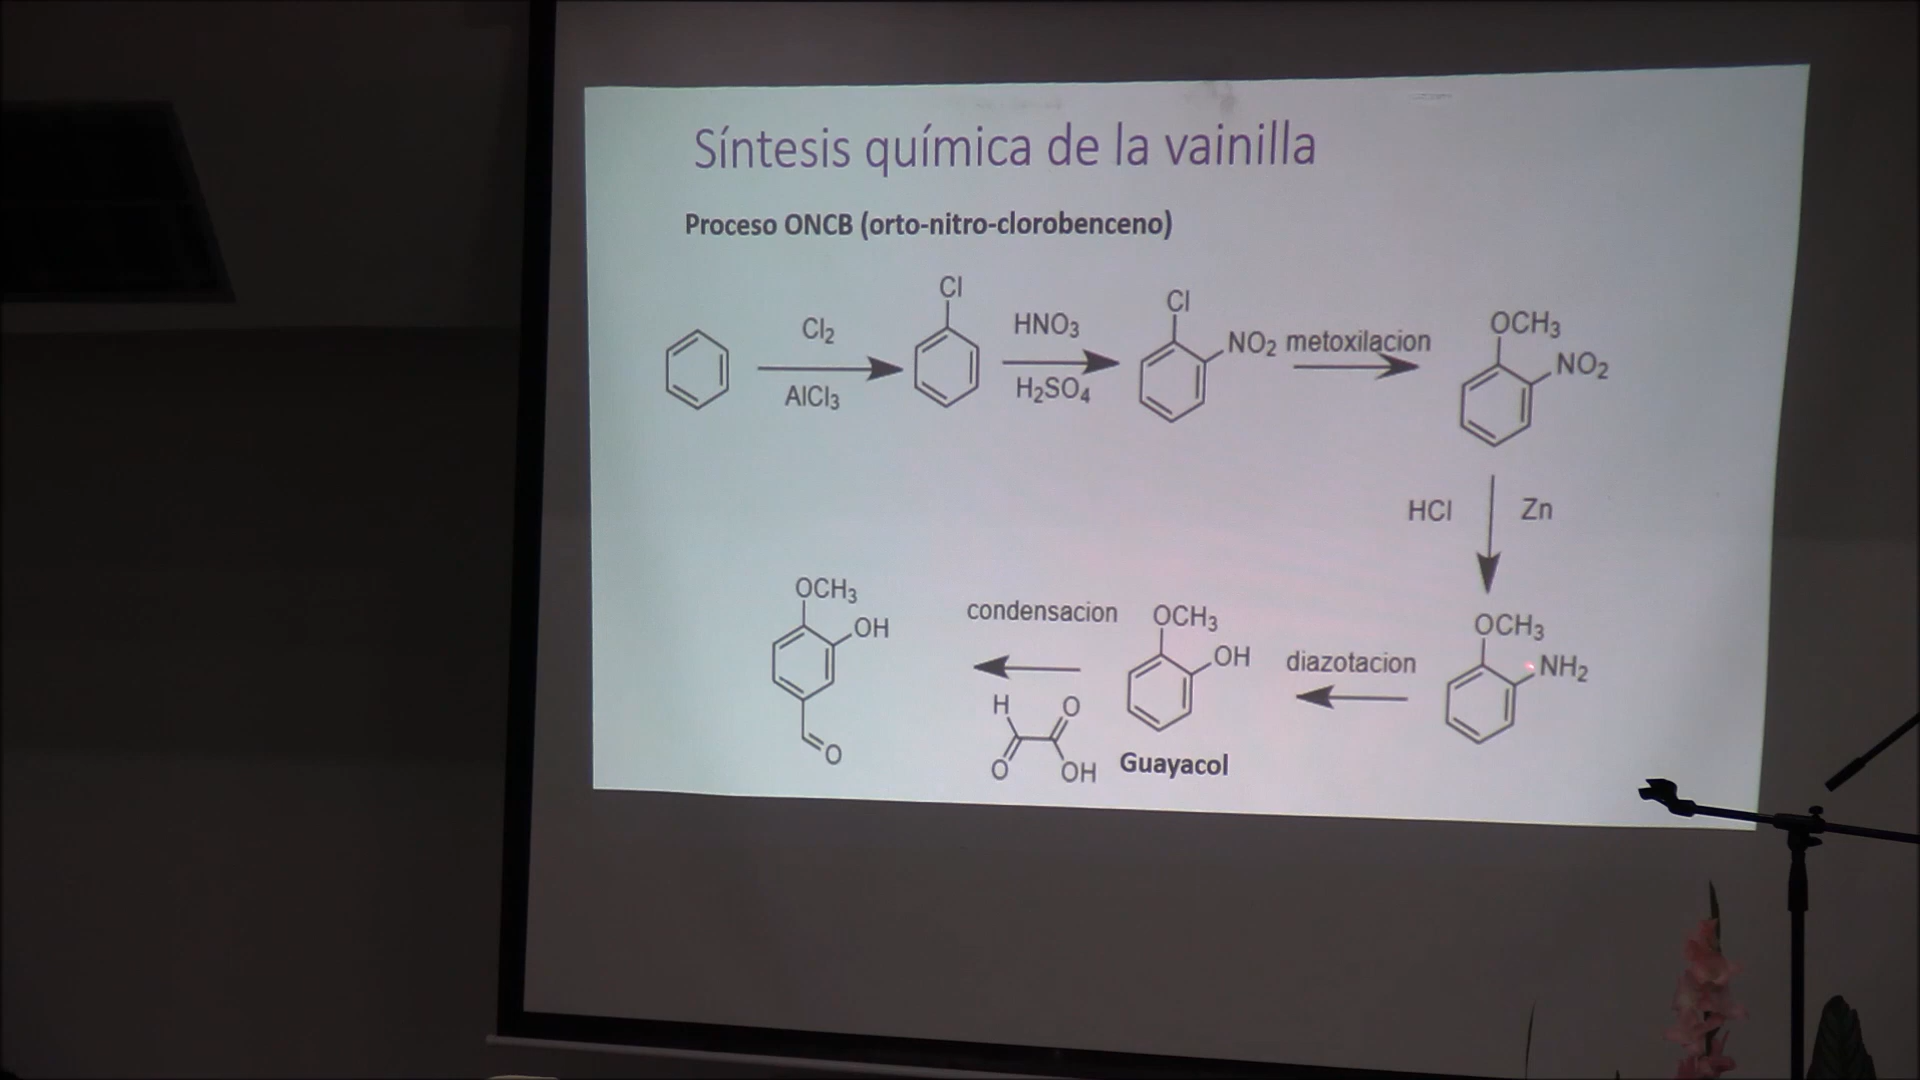 Síntesis química de la vainilla
Proceso ONCB (orto-nitro-clorobenceno)
Cl
Cl2
AlCl3
HNO3
H2SO4
Cl
NO2
metoxilacion
OCH3
NO2
HCl
Zn
OCH3
NH2
diazotacion
OCH3
OH
Guayacol
condensacion
H
O
O
OH
OCH3
OH
O